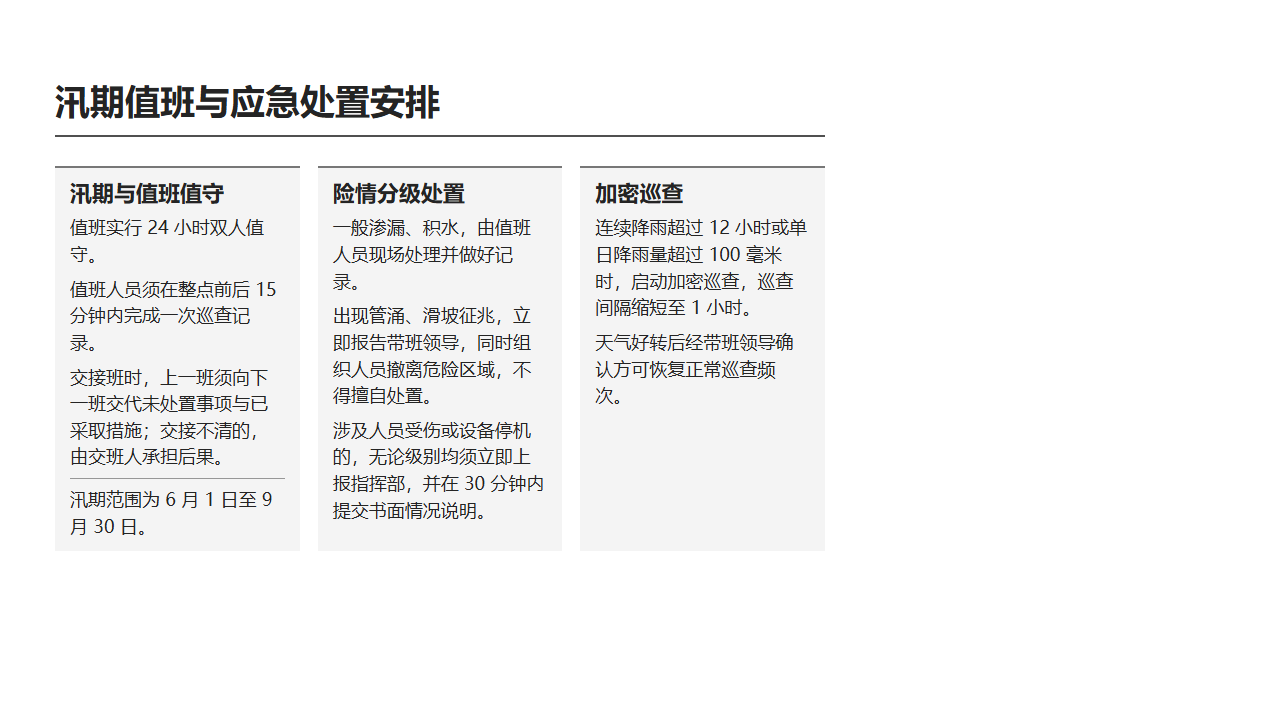 汛期值班与应急处置安排
汛期与值班值守
值班实行 24 小时双人值
守。
值班人员须在整点前后 15
分钟内完成一次巡查记
录。
交接班时，上一班须向下
一班交代未处置事项与已
采取措施；交接不清的，
由交班人承担后果。
汛期范围为 6 月 1 日至 9
月 30 日。
险情分级处置
一般渗漏、积水，由值班
人员现场处理并做好记
录。
出现管涌、滑坡征兆，立
即报告带班领导，同时组
织人员撤离危险区域，不
得擅自处置。
涉及人员受伤或设备停机
的，无论级别均须立即上
报指挥部，并在 30 分钟内
提交书面情况说明。
加密巡查
连续降雨超过 12 小时或单
日降雨量超过 100 毫米
时，启动加密巡查，巡查
间隔缩短至 1 小时。
天气好转后经带班领导确
认方可恢复正常巡查频
次。